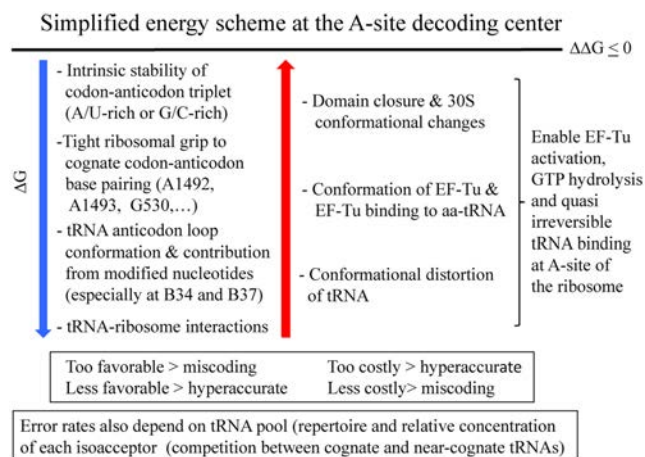 Simplified energy scheme at the A-site decoding center
ΔΔG ≤ 0
ΔG
- Intrinsic stability of
codon-anticodon triplet
(A/U-rich or G/C-rich)
-Tight ribosomal grip to
cognate codon-anticodon
base pairing (A1492,
A1493, G530,…)
- tRNA anticodon loop
conformation & contribution
from modified nucleotides
(especially at B34 and B37)
- tRNA-ribosome interactions
- Domain closure & 30S
conformational changes
- Conformation of EF-Tu &
EF-Tu binding to aa-tRNA
- Conformational distortion
of tRNA
Enable EF-Tu
activation,
GTP hydrolysis
and quasi
irreversible
tRNA binding
at A-site of
the ribosome
Too favorable > miscoding
Less favorable > hyperaccurate
Too costly > hyperaccurate
Less costly> miscoding
Error rates also depend on tRNA pool (repertoire and relative concentration
of each isoacceptor (competition between cognate and near-cognate tRNAs)